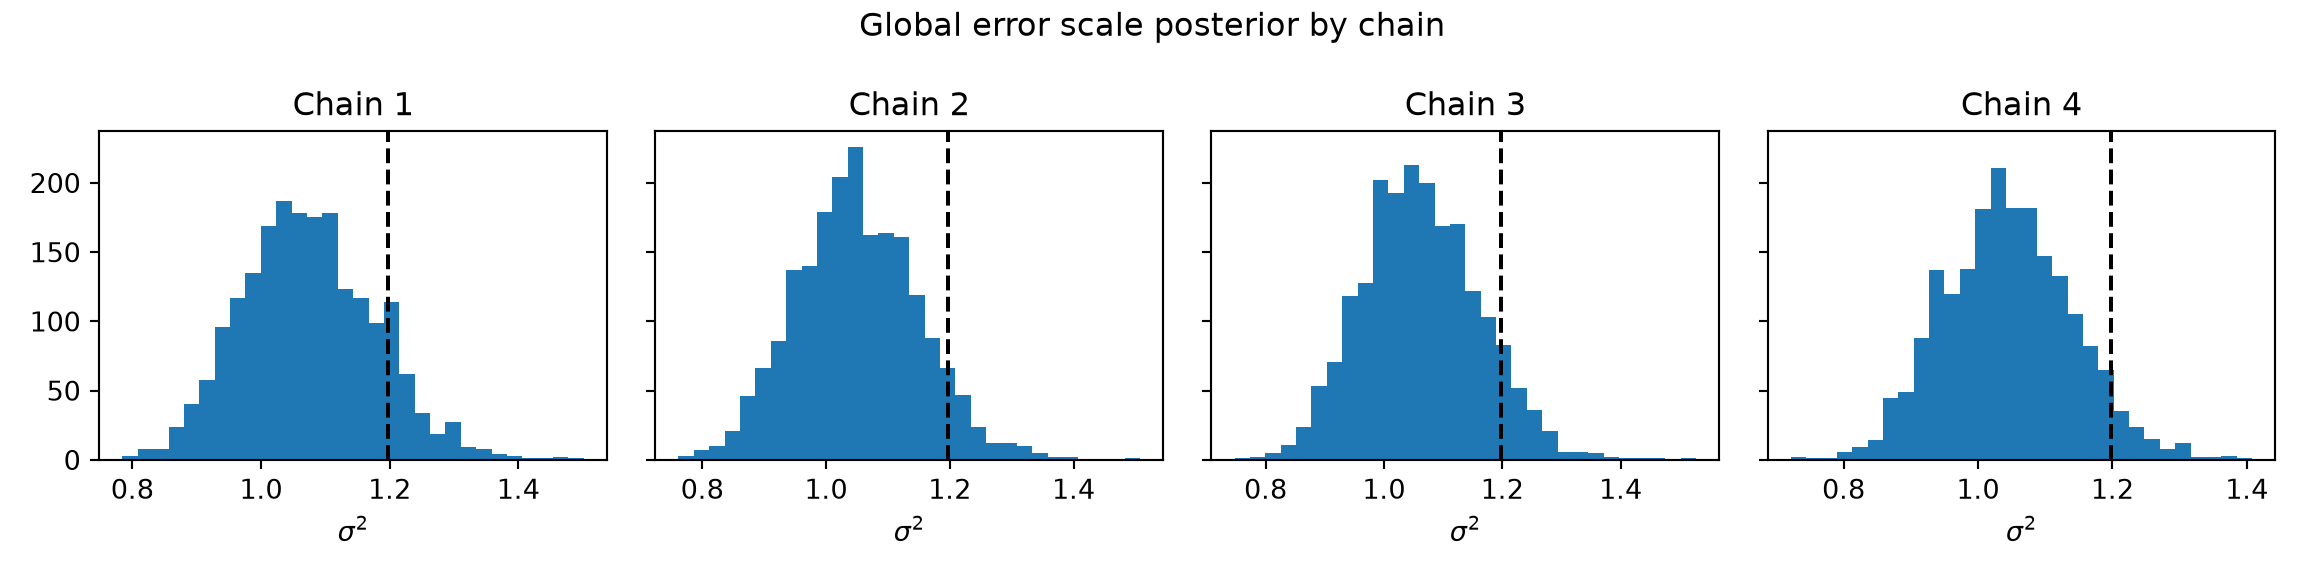 Global error scale posterior by chain
Chain 1
Chain 2
Chain 3
Chain 4
200
150
100
50
0
0.8 1.0 1.2 1.4
0.8 1.0 1.2 1.4
0.8 1.0 1.2 1.4
0.8 1.0 1.2 1.4
σ²
σ²
σ²
σ²